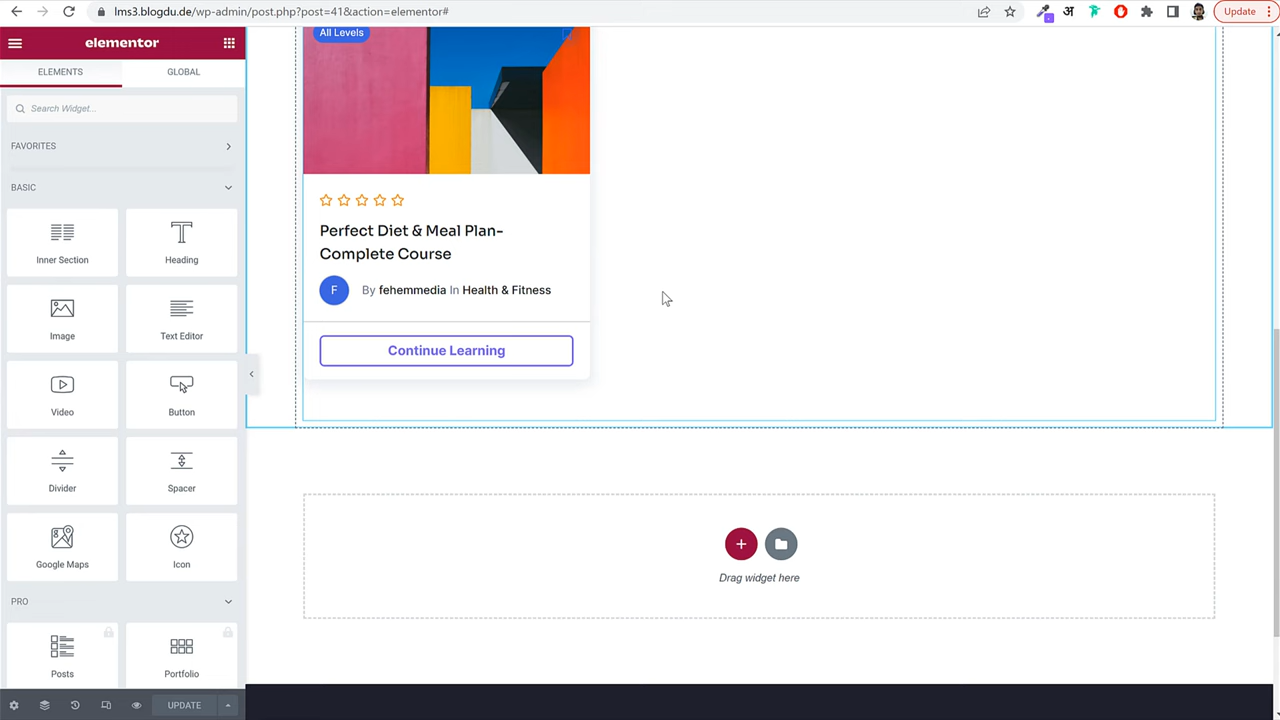 lms3.blogdu.de/wp-admin/post.php?post=41&action=elementor#
अ
Update
elementor
ELEMENTS
GLOBAL
Search Widget...
FAVORITES
BASIC
Inner Section
Heading
Image
Text Editor
Video
Button
Divider
Spacer
Google Maps
Icon
PRO
Posts
Portfolio
UPDATE
All Levels
Perfect Diet & Meal Plan-
Complete Course
F
By fehemmedia In Health & Fitness
Continue Learning
Drag widget here